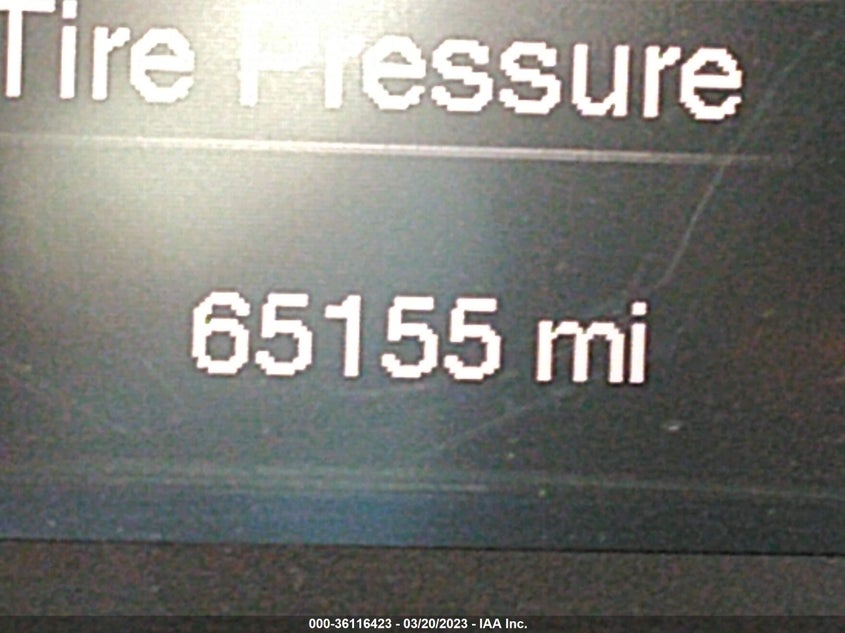 Tire Pressure
65155 mi
000-36116423 - 03/20/2023 - IAA Inc.